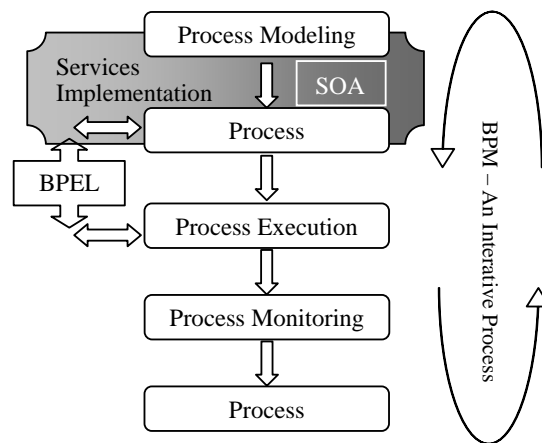 Process Modeling
Services
Implementation
SOA
Process
BPEL
Process Execution
Process Monitoring
Process
BPM – An Interative Process